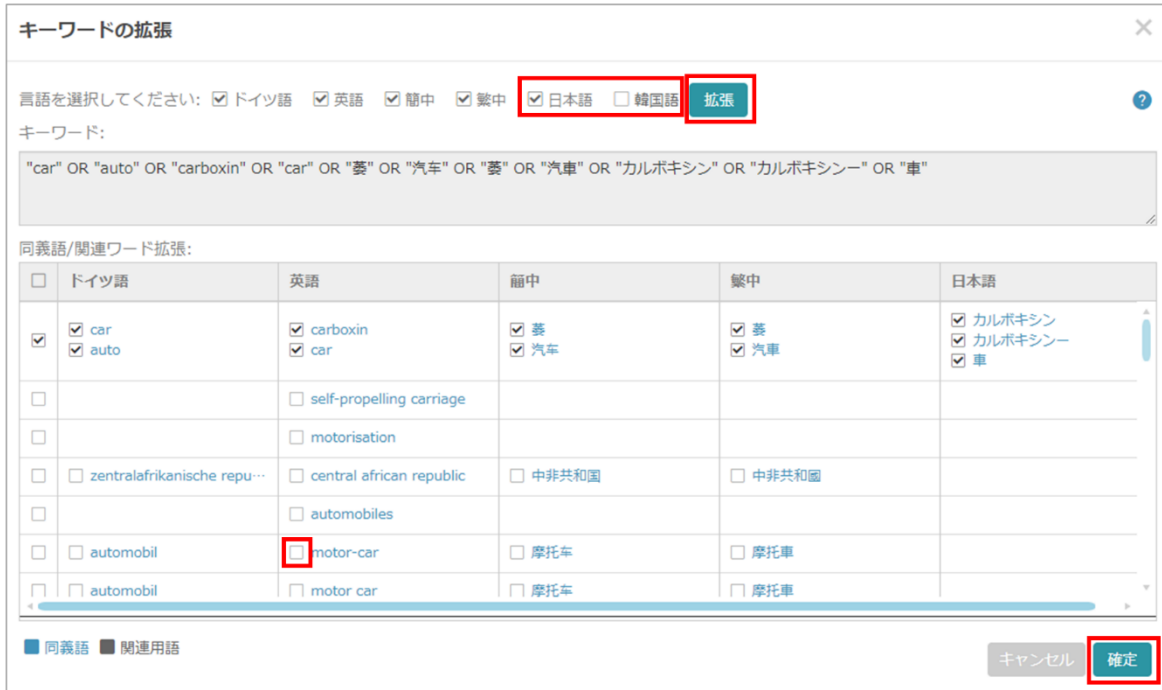 キーワードの拡張
言語を選択してください: ドイツ語 英語 簡中 繁中 日本語 韓国語 拡張
キーワード:
"car" OR "auto" OR "carboxin" OR "car" OR "萎" OR "汽车" OR "萎" OR "汽車" OR "カルボキシン" OR "カルボキシンー" OR "車"
同義語/関連ワード拡張:
ドイツ語 英語 簡中 繁中 日本語
car carboxin 萎 萎 カルボキシン
auto car 汽车 汽車 カルボキシンー
車
self-propelling carriage
motorisation
zentralafrikanische repu… central african republic 中非共和国 中非共和國
automobiles
automobil motor-car 摩托车 摩托車
automobil motor car 摩托车 摩托車
同義語 関連用語
キャンセル 確定